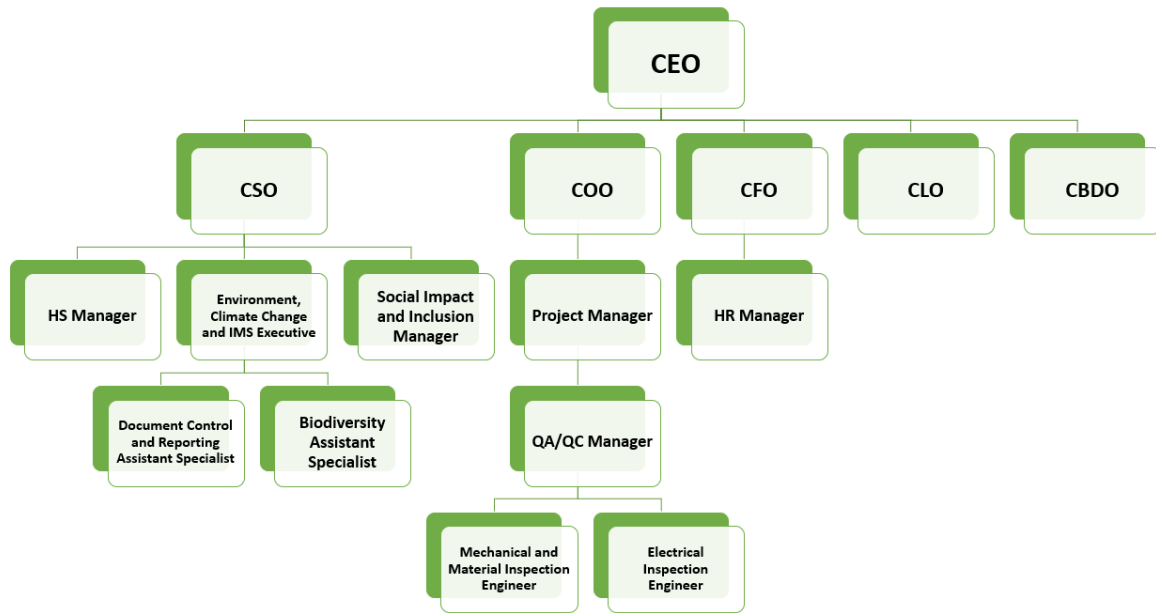 CEO
CSO
COO
CFO
CLO
CBDO
HS Manager
Environment,
Climate Change
and IMS Executive
Social Impact
and Inclusion
Manager
Project Manager
HR Manager
Document Control
and Reporting
Assistant Specialist
Biodiversity
Assistant
Specialist
QA/QC Manager
Mechanical and
Material Inspection
Engineer
Electrical
Inspection
Engineer